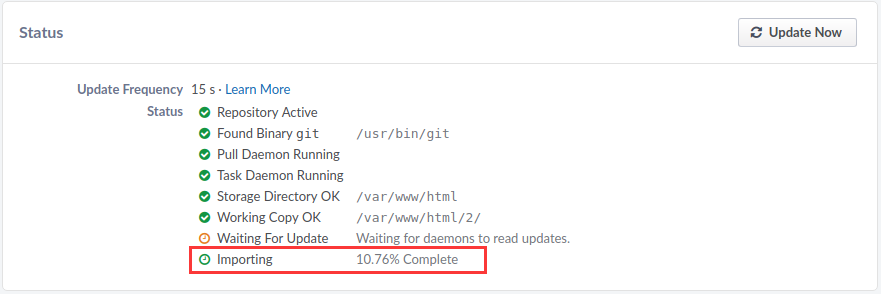 Status
Update Now
Update Frequency 15 s · Learn More
Status Repository Active
Found Binary git /usr/bin/git
Pull Daemon Running
Task Daemon Running
Storage Directory OK /var/www/html
Working Copy OK /var/www/html/2/
Waiting For Update Waiting for daemons to read updates.
Importing 10.76% Complete